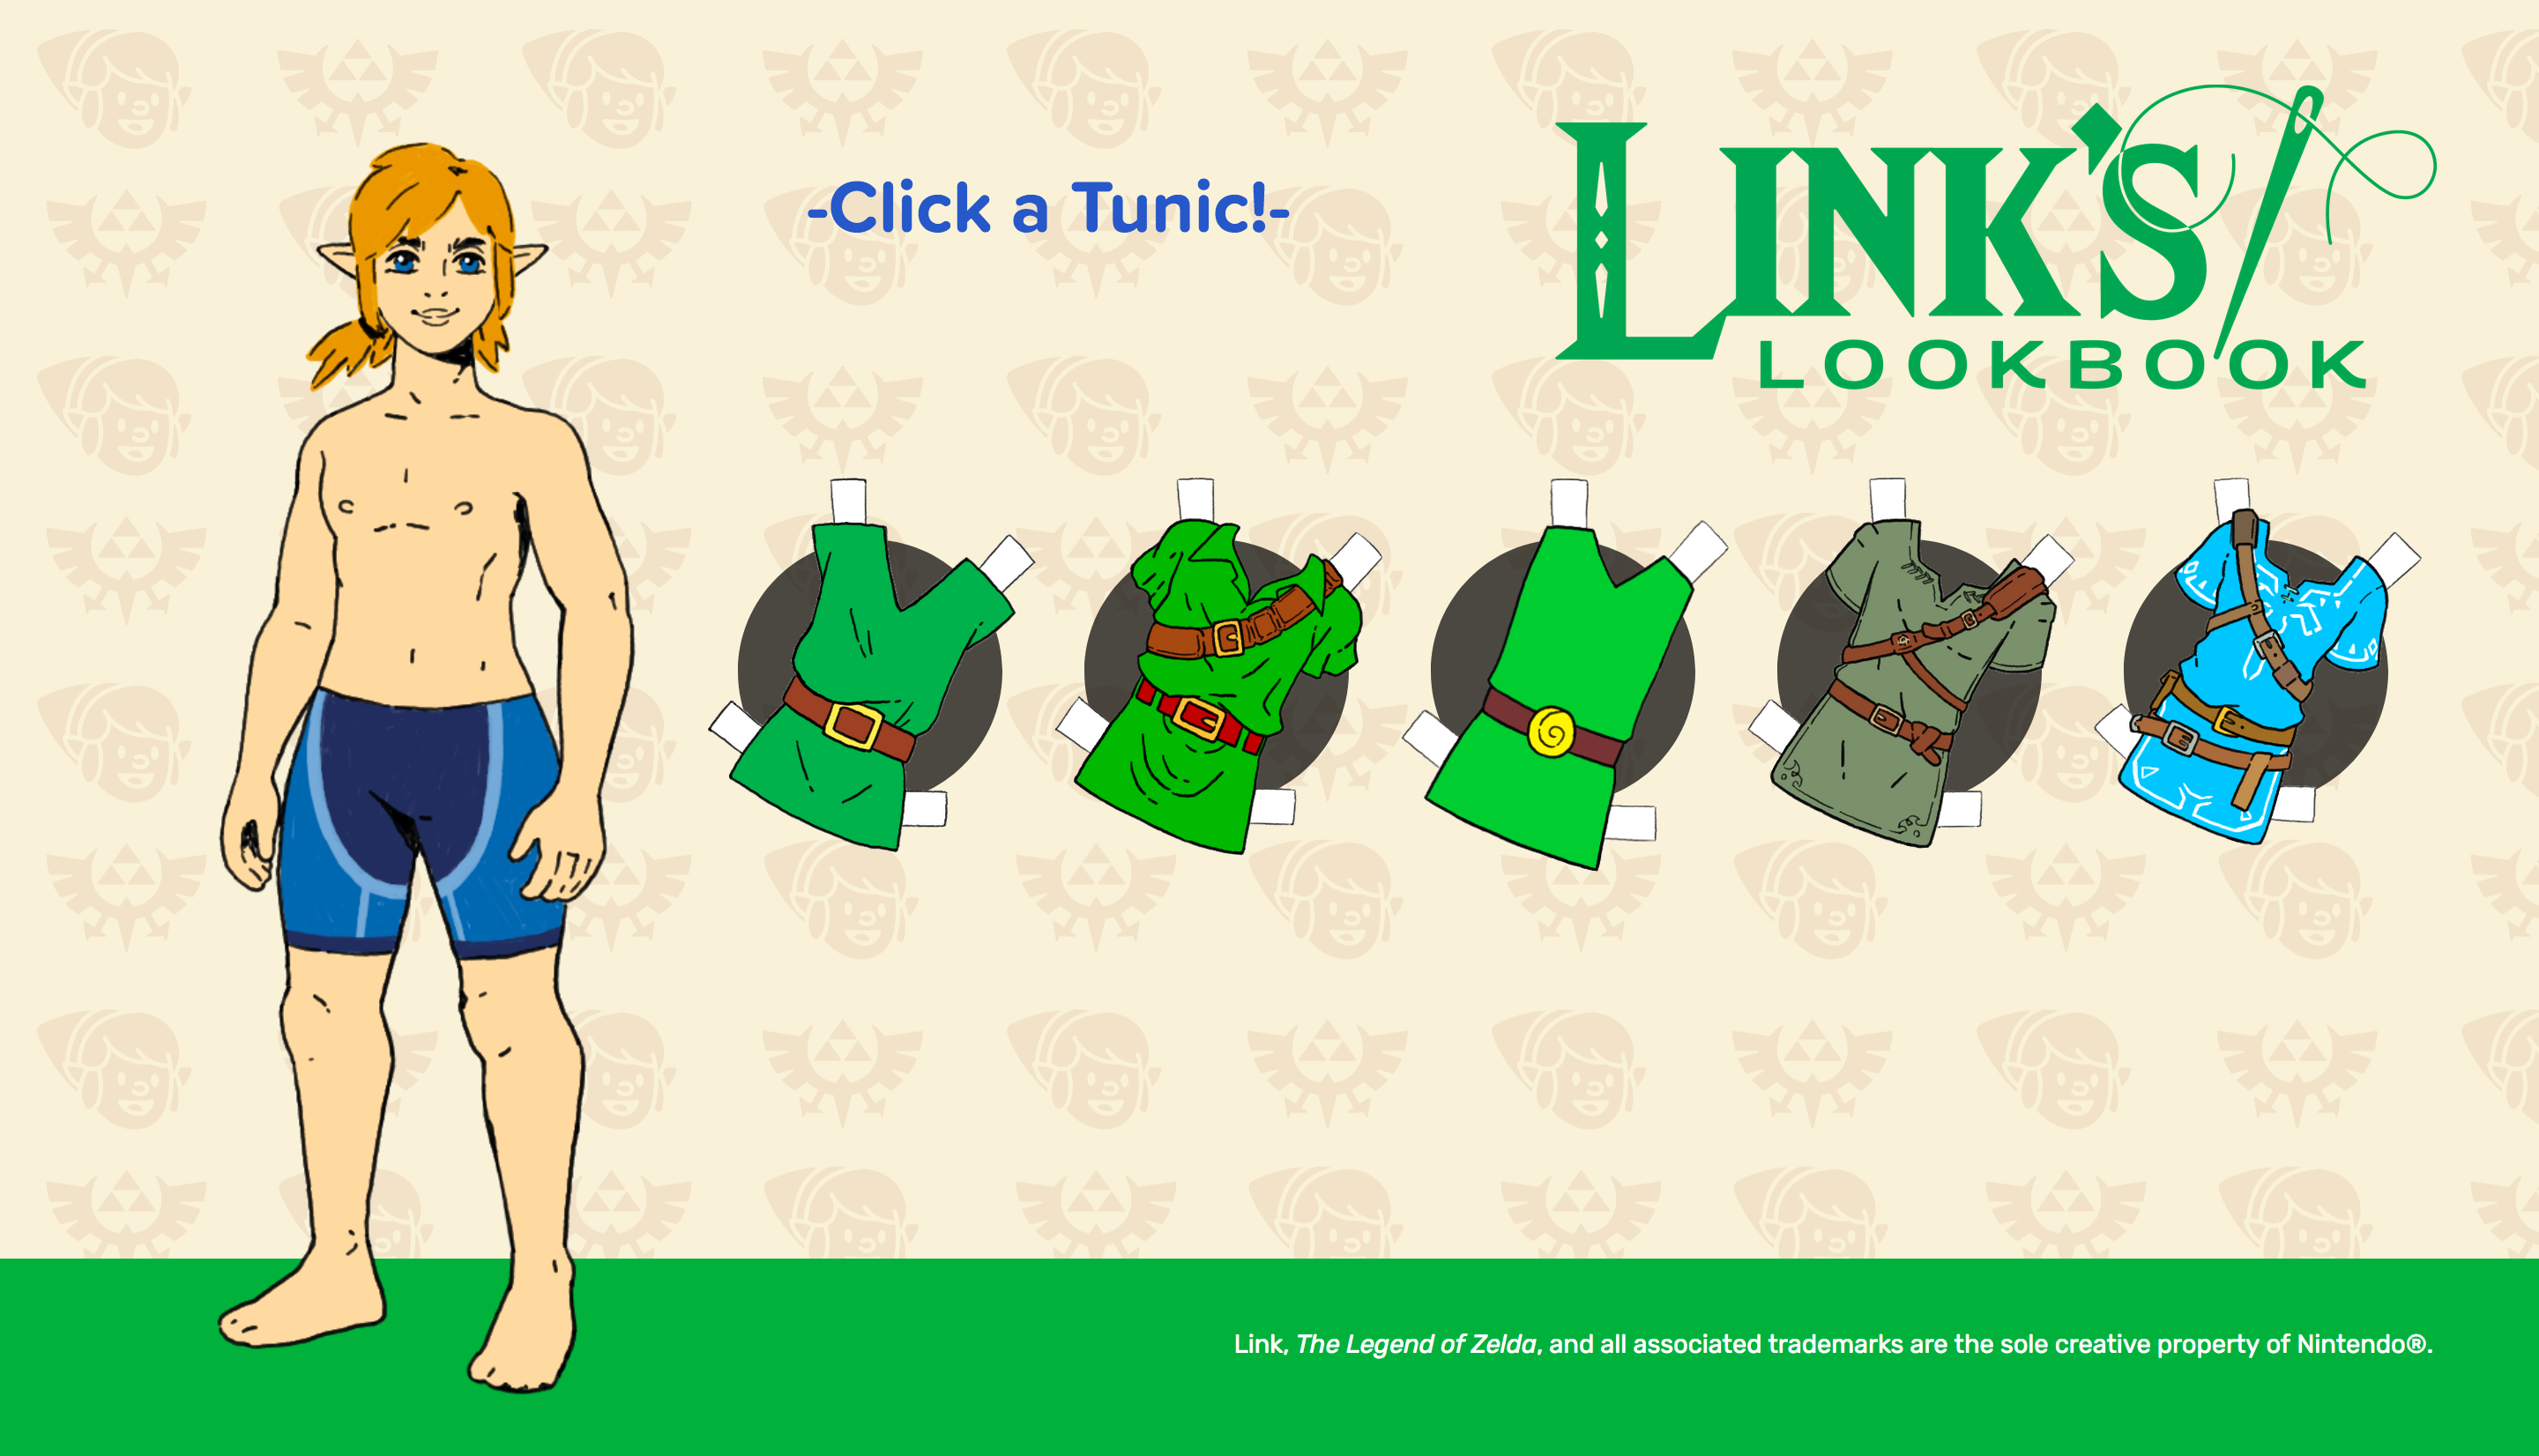 -Click a Tunic!-
LINK'S
LOOKBOOK
Link, The Legend of Zelda, and all associated trademarks are the sole creative property of Nintendo®.